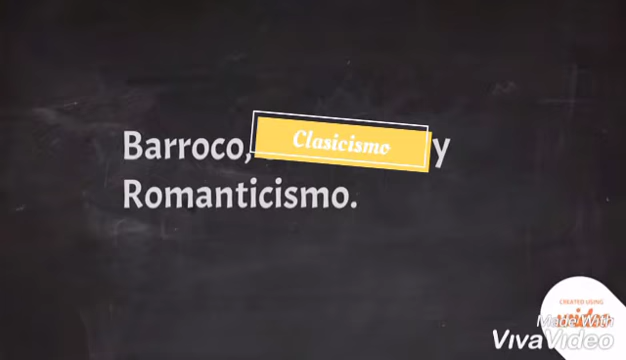 Barroco, Clasicismo y
Romanticismo.
CREATED USING
Made With
VivaVideo